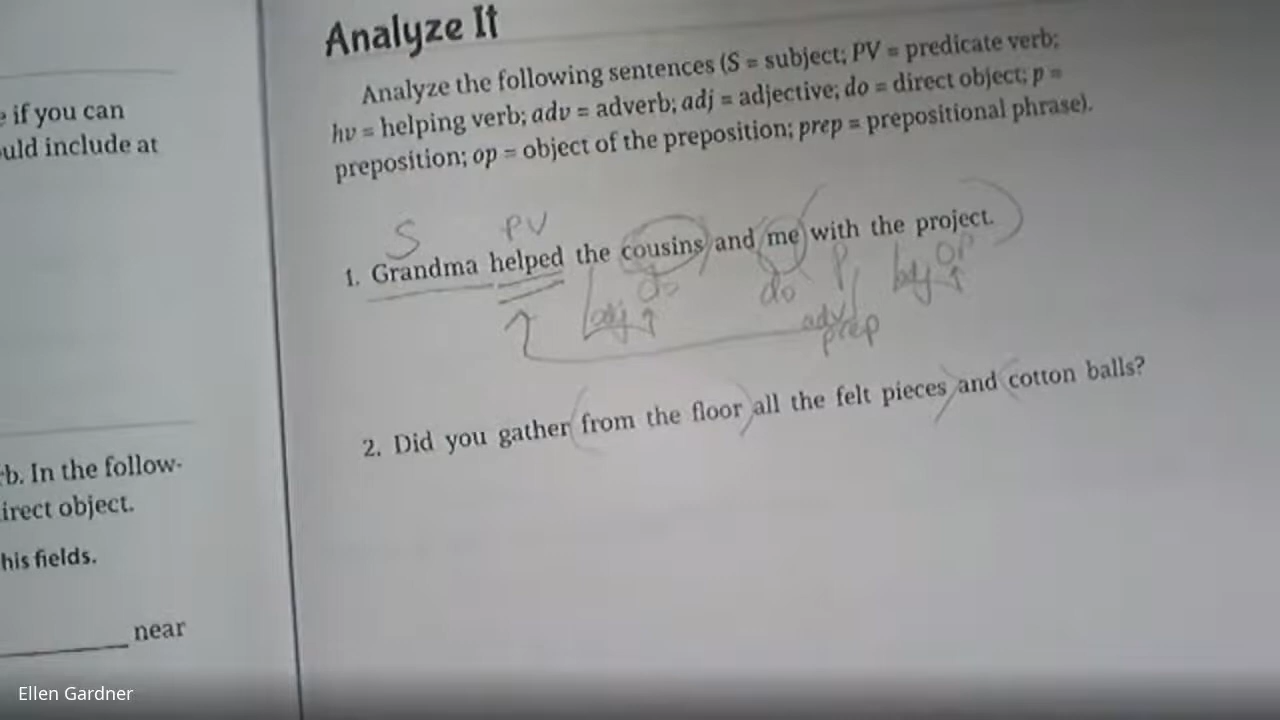 Analyze It
Analyze the following sentences (S = subject; PV = predicate verb;
hv = helping verb; adv = adverb; adj = adjective; do = direct object; p =
preposition; op = object of the preposition; prep = prepositional phrase).
S PV
1. Grandma helped the cousins and me with the project.
do do p op
adj adv
prep
2. Did you gather from the floor all the felt pieces and cotton balls?
e if you can
uld include at
b. In the follow-
irect object.
his fields.
near
Ellen Gardner